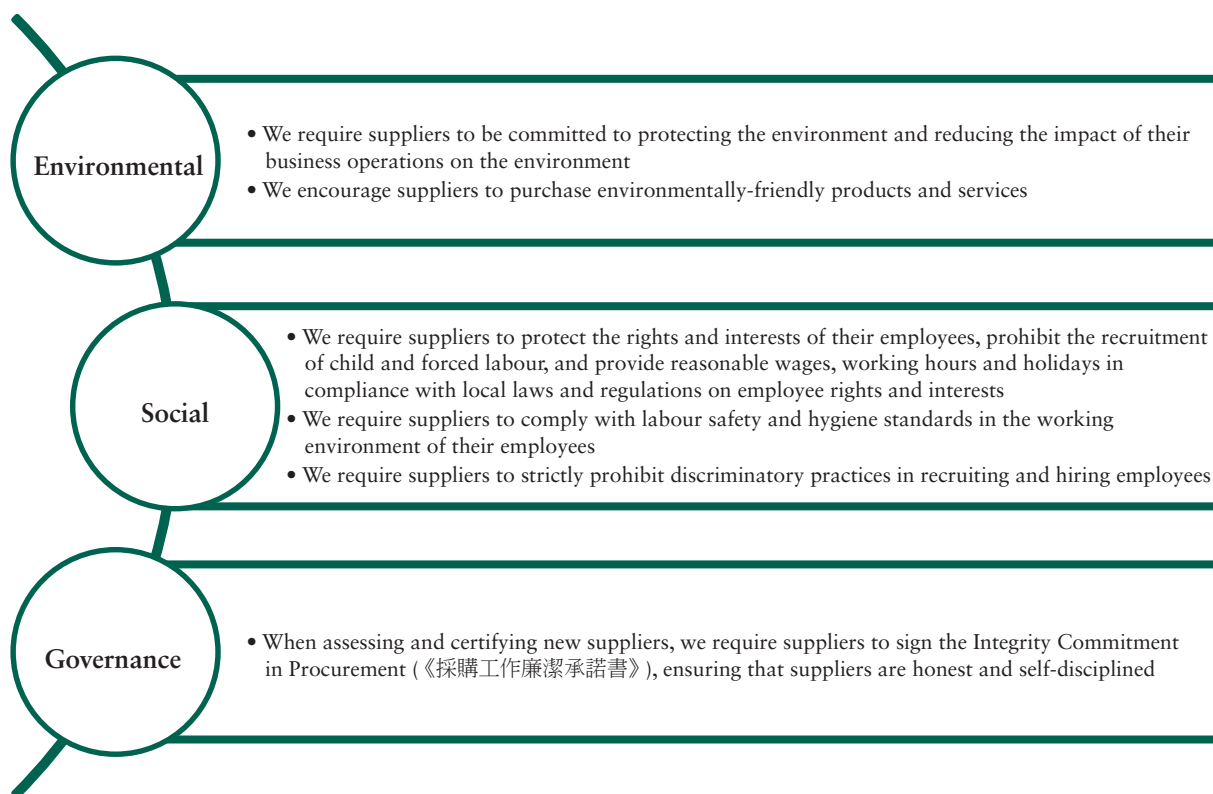 Environmental
• We require suppliers to be committed to protecting the environment and reducing the impact of their
business operations on the environment
• We encourage suppliers to purchase environmentally-friendly products and services
Social
• We require suppliers to protect the rights and interests of their employees, prohibit the recruitment
of child and forced labour, and provide reasonable wages, working hours and holidays in
compliance with local laws and regulations on employee rights and interests
• We require suppliers to comply with labour safety and hygiene standards in the working
environment of their employees
• We require suppliers to strictly prohibit discriminatory practices in recruiting and hiring employees
Governance
• When assessing and certifying new suppliers, we require suppliers to sign the Integrity Commitment
in Procurement (《採購工作廉潔承諾書》), ensuring that suppliers are honest and self-disciplined